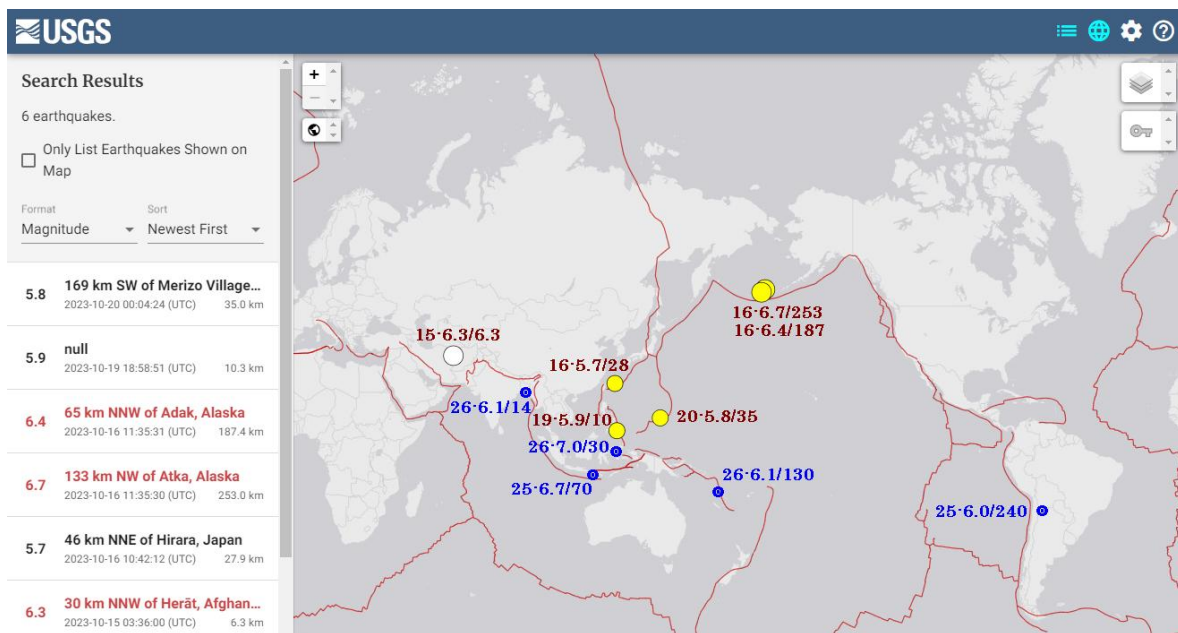 USGS
Search Results
6 earthquakes.
Only List Earthquakes Shown on
Map
Format Sort
Magnitude Newest First
5.8 169 km SW of Merizo Village...
2023-10-20 00:04:24 (UTC) 35.0 km
5.9 null
2023-10-19 18:58:51 (UTC) 10.3 km
6.4 65 km NNW of Adak, Alaska
2023-10-16 11:35:31 (UTC) 187.4 km
6.7 133 km NW of Atka, Alaska
2023-10-16 11:35:30 (UTC) 253.0 km
5.7 46 km NNE of Hirara, Japan
2023-10-16 10:42:12 (UTC) 27.9 km
6.3 30 km NNW of Herāt, Afghan...
2023-10-15 03:36:00 (UTC) 6.3 km
+
−
16·6.7/253
16·6.4/187
15·6.3/6.3
16·5.7/28
26·6.1/14
19·5.9/10
20·5.8/35
26·7.0/30
26·6.1/130
25·6.7/70
25·6.0/240